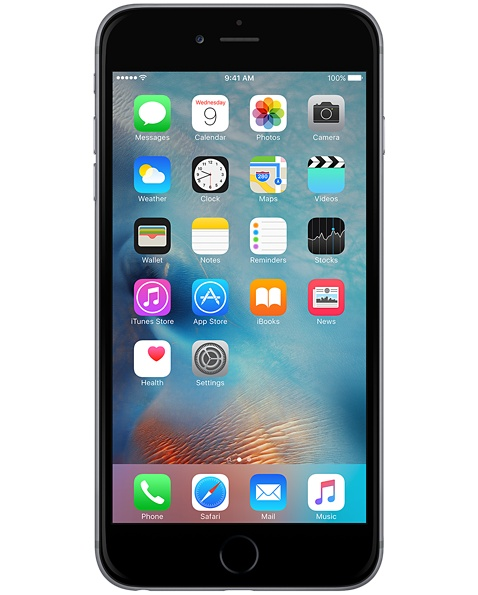 9:41 AM 100%
Wednesday
9
Messages Calendar Photos Camera
280
Weather Clock Maps Videos
Wallet Notes Reminders Stocks
iTunes Store App Store iBooks News
Health Settings
Phone Safari Mail Music